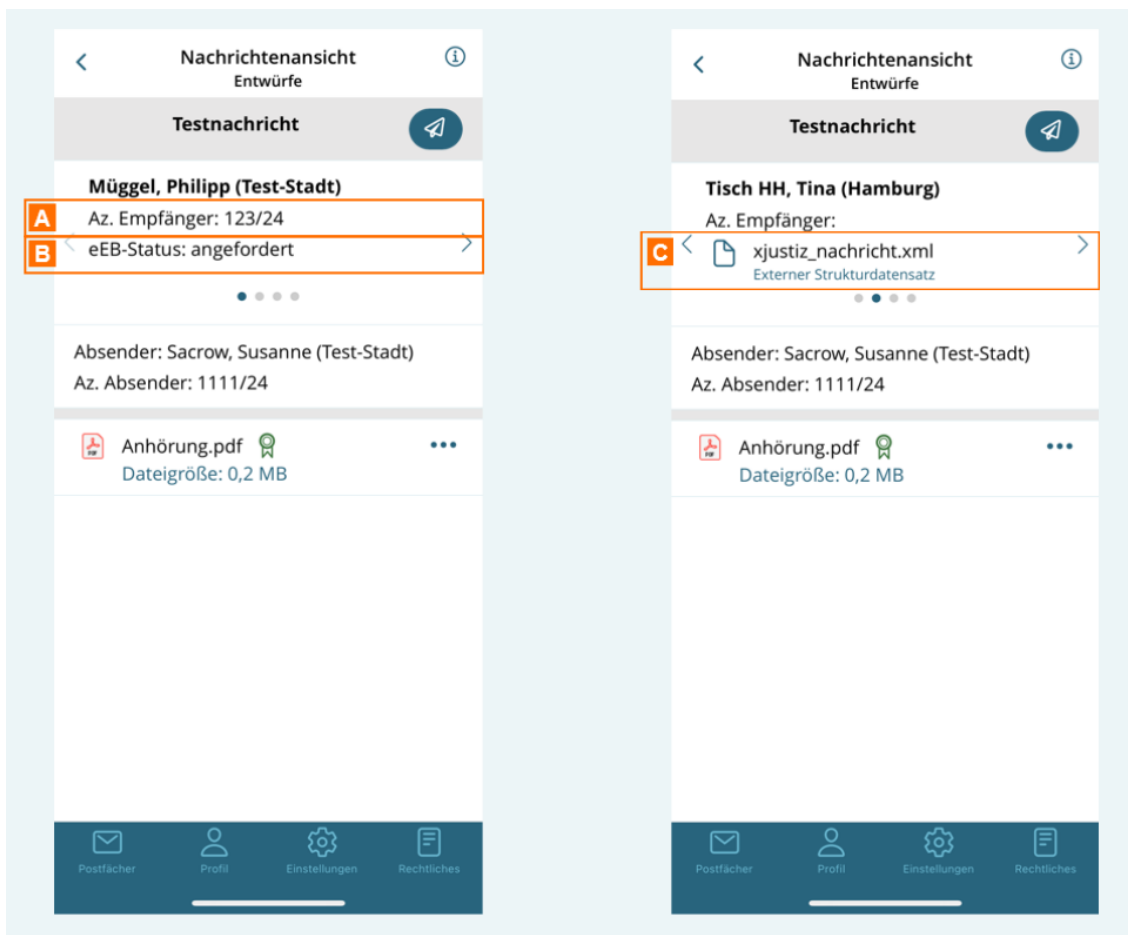 Nachrichtenansicht
Entwürfe
Testnachricht
Müggel, Philipp (Test-Stadt)
A Az. Empfänger: 123/24
B eEB-Status: angefordert
Absender: Sacrow, Susanne (Test-Stadt)
Az. Absender: 1111/24
PDF Anhörung.pdf
Dateigröße: 0,2 MB
Postfächer Profil Einstellungen Rechtliches
Nachrichtenansicht
Entwürfe
Testnachricht
Tisch HH, Tina (Hamburg)
Az. Empfänger:
C xjustiz_nachricht.xml
Externer Strukturdatensatz
Absender: Sacrow, Susanne (Test-Stadt)
Az. Absender: 1111/24
PDF Anhörung.pdf
Dateigröße: 0,2 MB
Postfächer Profil Einstellungen Rechtliches